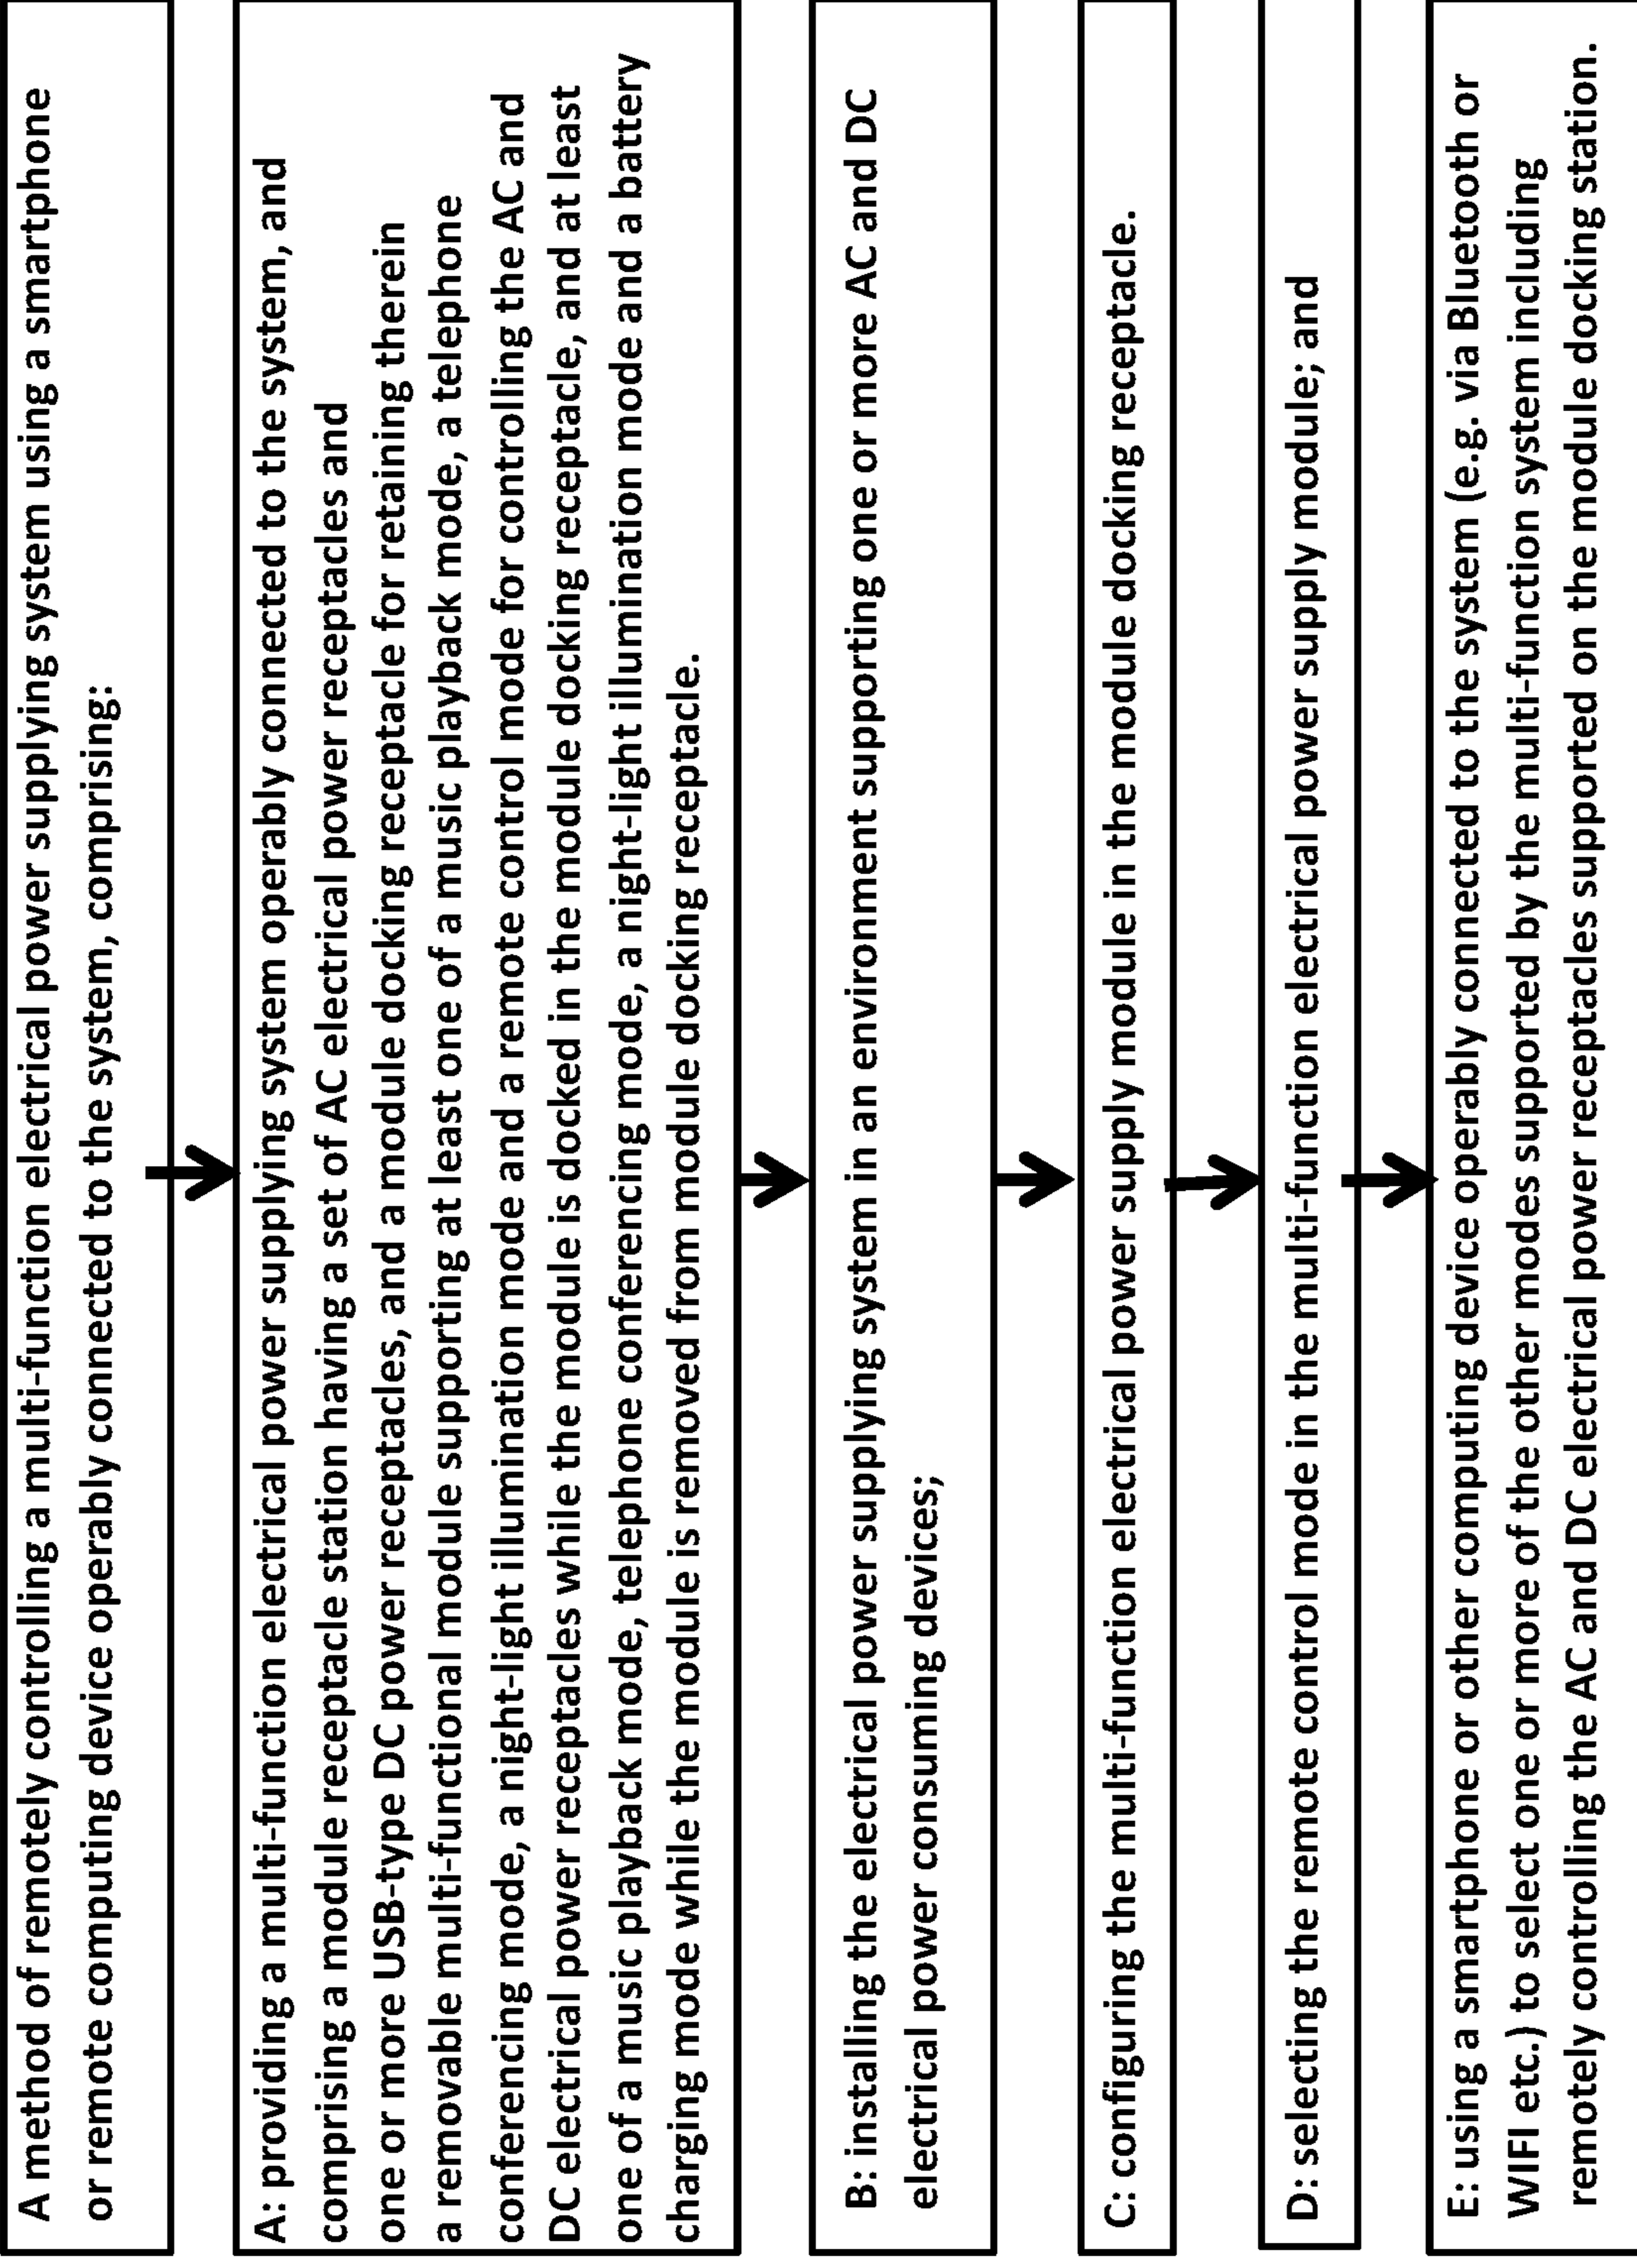 A method of remotely controlling a multi-function electrical power supplying system using a smartphone
or remote computing device operably connected to the system, comprising:
A: providing a multi-function electrical power supplying system operably connected to the system, and
comprising a module receptacle station having a set of AC electrical power receptacles and
one or more USB-type DC power receptacles, and a module docking receptacle for retaining therein
a removable multi-functional module supporting at least one of a music playback mode, a telephone
conferencing mode, a night-light illumination mode and a remote control mode for controlling the AC and
DC electrical power receptacles while the module is docked in the module docking receptacle, and at least
one of a music playback mode, telephone conferencing mode, a night-light illumination mode and a battery
charging mode while the module is removed from module docking receptacle.
B: installing the electrical power supplying system in an environment supporting one or more AC and DC
electrical power consuming devices;
C: configuring the multi-function electrical power supply module in the module docking receptacle.
D: selecting the remote control mode in the multi-function electrical power supply module; and
E: using a smartphone or other computing device operably connected to the system (e.g. via Bluetooth or
WIFI etc.) to select one or more of the other modes supported by the multi-function system including
remotely controlling the AC and DC electrical power receptacles supported on the module docking station.